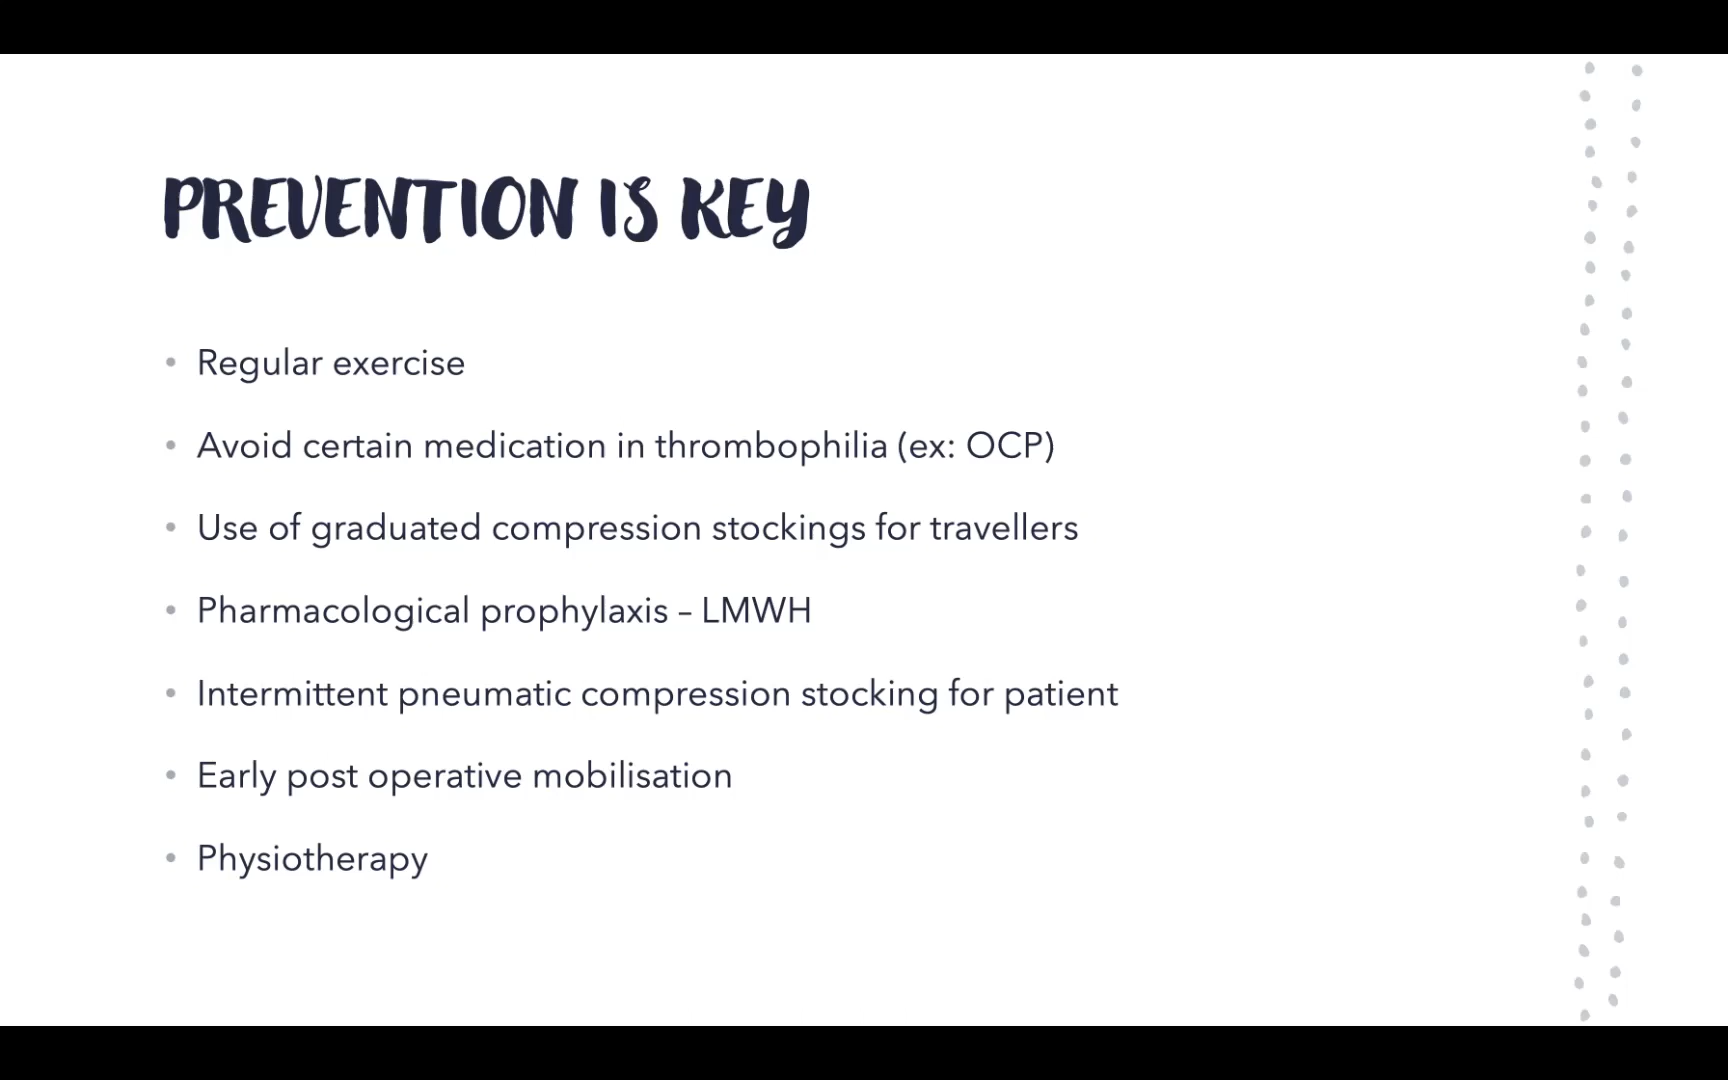 PREVENTION IS KEY
• Regular exercise
• Avoid certain medication in thrombophilia (ex: OCP)
• Use of graduated compression stockings for travellers
• Pharmacological prophylaxis – LMWH
• Intermittent pneumatic compression stocking for patient
• Early post operative mobilisation
• Physiotherapy